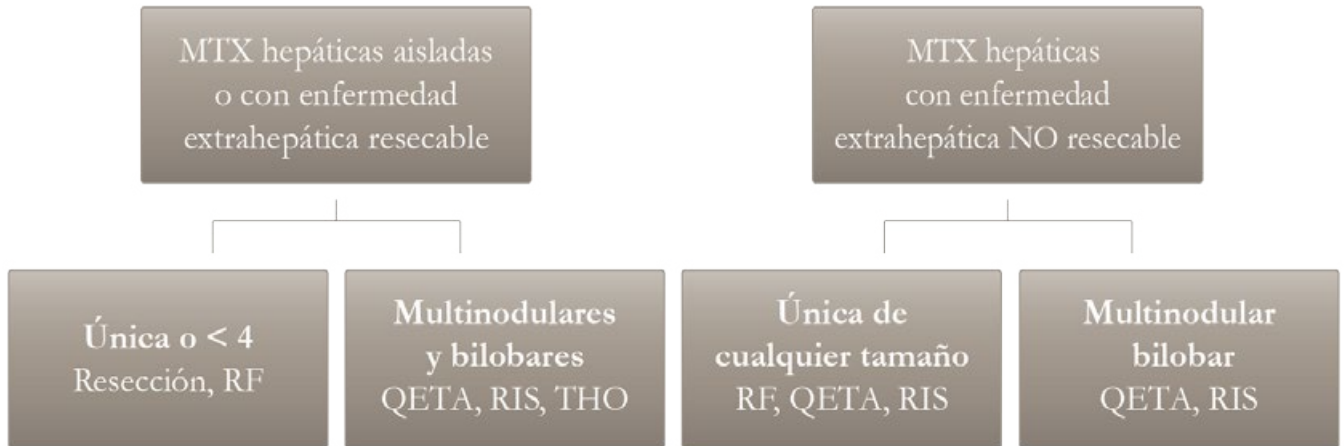 MTX hepáticas aisladas
o con enfermedad
extrahepática resecable
MTX hepáticas
con enfermedad
extrahepática NO resecable
Única o < 4
Resección, RF
Multinodulares
y bilobares
QETA, RIS, THO
Única de
cualquier tamaño
RF, QETA, RIS
Multinodular
bilobar
QETA, RIS